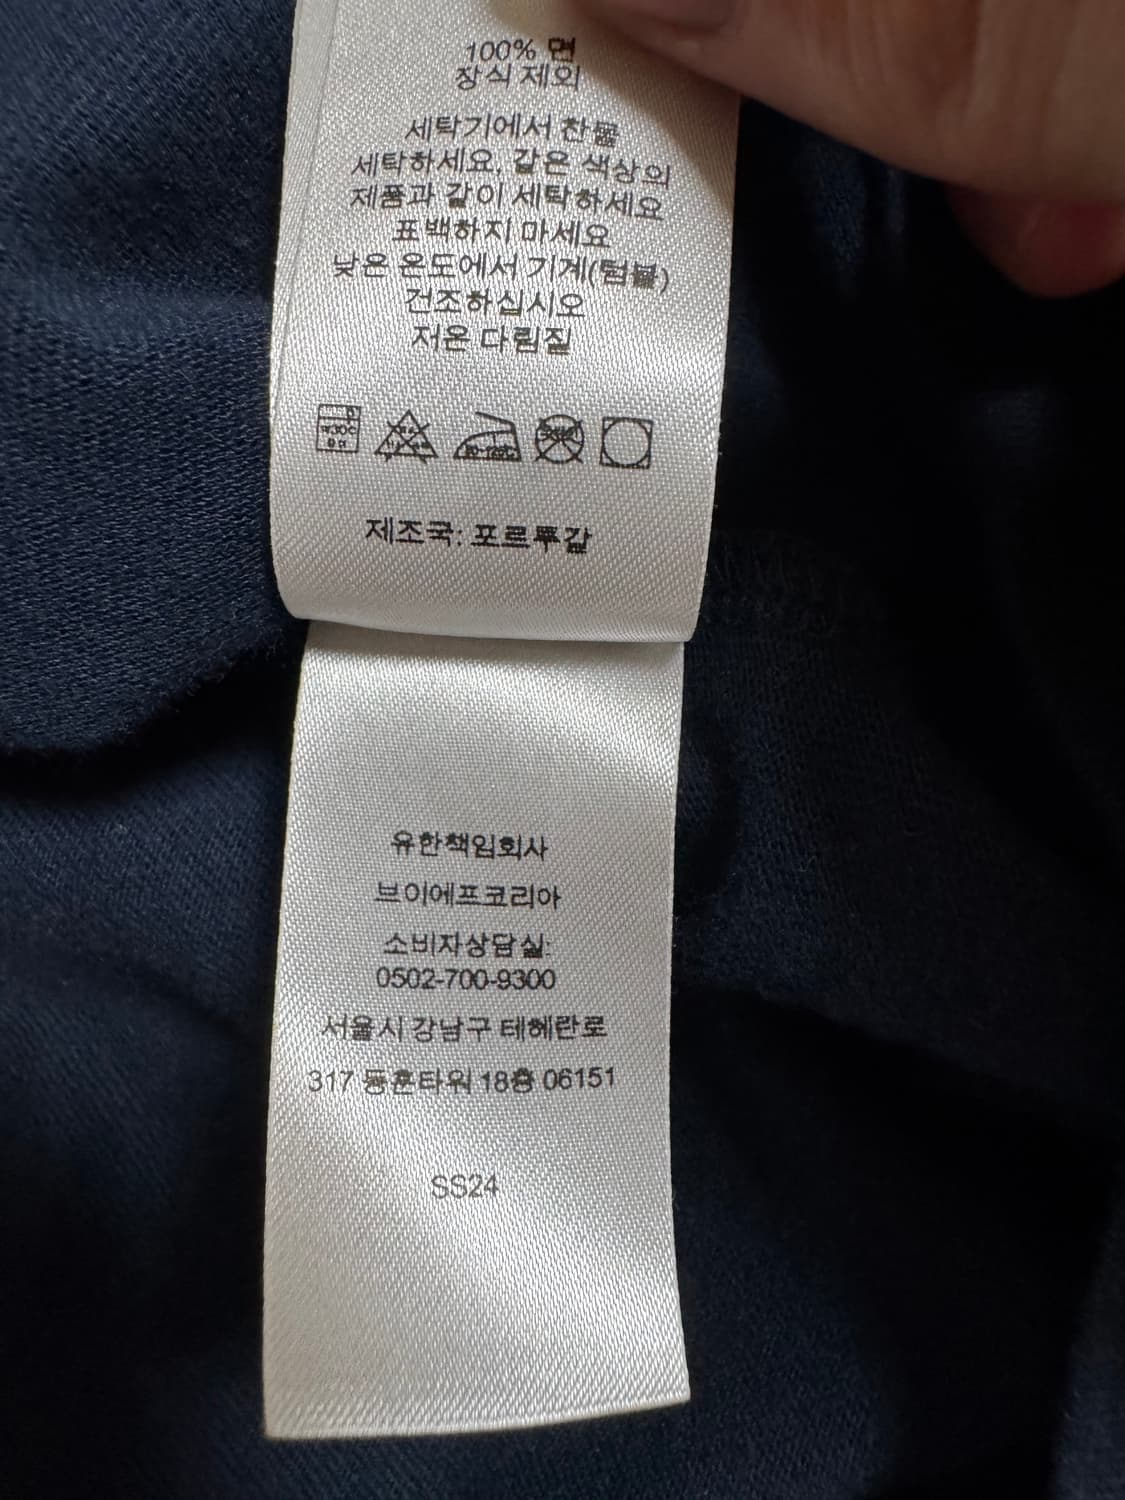 100% 면
장식 제외
세탁기에서 찬물
세탁하세요, 같은 색상의
제품과 같이 세탁하세요
표백하지 마세요
낮은 온도에서 기계(텀블)
건조하십시오
저온 다림질
제조국: 포르투갈
유한책임회사
브이에프코리아
소비자상담실:
0502-700-9300
서울시 강남구 테헤란로
317 동훈타워 18층 06151
SS24